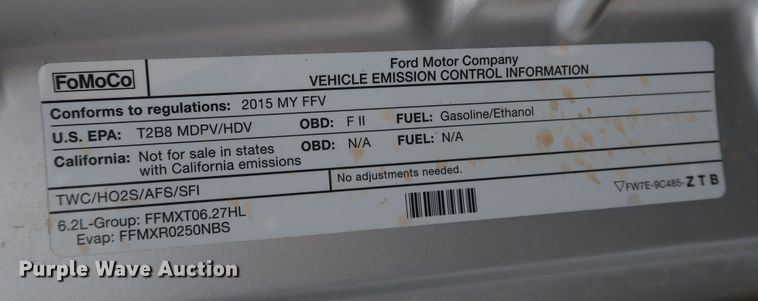 FoMoCo
Ford Motor Company
VEHICLE EMISSION CONTROL INFORMATION
Conforms to regulations: 2015 MY FFV
U.S. EPA: T2B8 MDPV/HDV OBD: F II FUEL: Gasoline/Ethanol
California: Not for sale in states with California emissions OBD: N/A FUEL: N/A
TWC/HO2S/AFS/SFI
No adjustments needed.
6.2L-Group: FFMXT06.27HL
Evap: FFMXR0250NBS
▽FW7E-9C485-ZTB
Purple Wave Auction